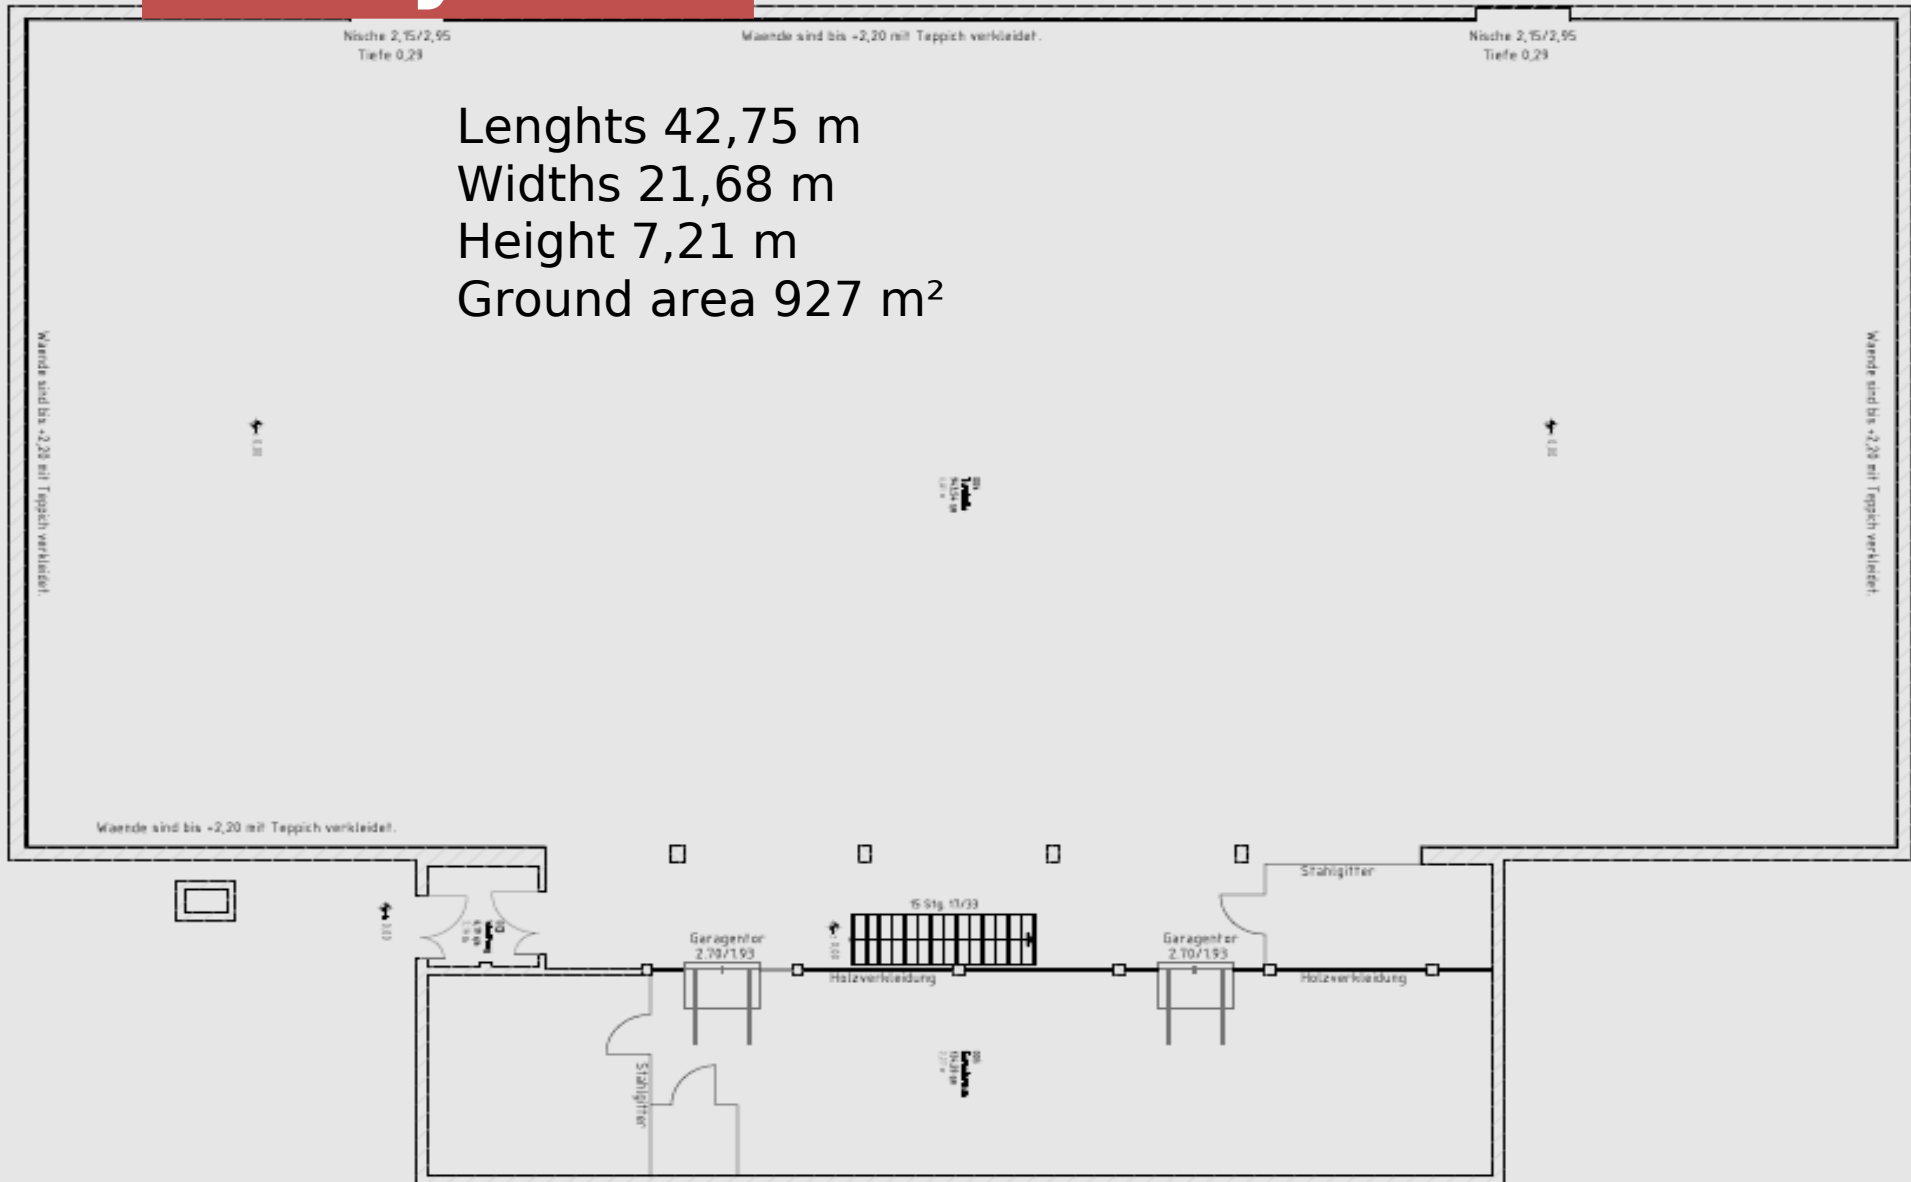 Nische 2,15/2,95
Tiefe 0,29
Waende sind bis +2,20 mit Teppich verkleidet.
Nische 2,15/2,95
Tiefe 0,29
Lenghts 42,75 m
Widths 21,68 m
Height 7,21 m
Ground area 927 m²
Waende sind bis +2,20 mit Teppich verkleidet.
Waende sind bis +2,20 mit Teppich verkleidet.
Waende sind bis +2,20 mit Teppich verkleidet.
Stahlgitter
15 Stg. 17/33
Garagentor
2.70/1.93
Garagentor
2.70/1.93
Holzverkleidung
Holzverkleidung
Stahlgitter